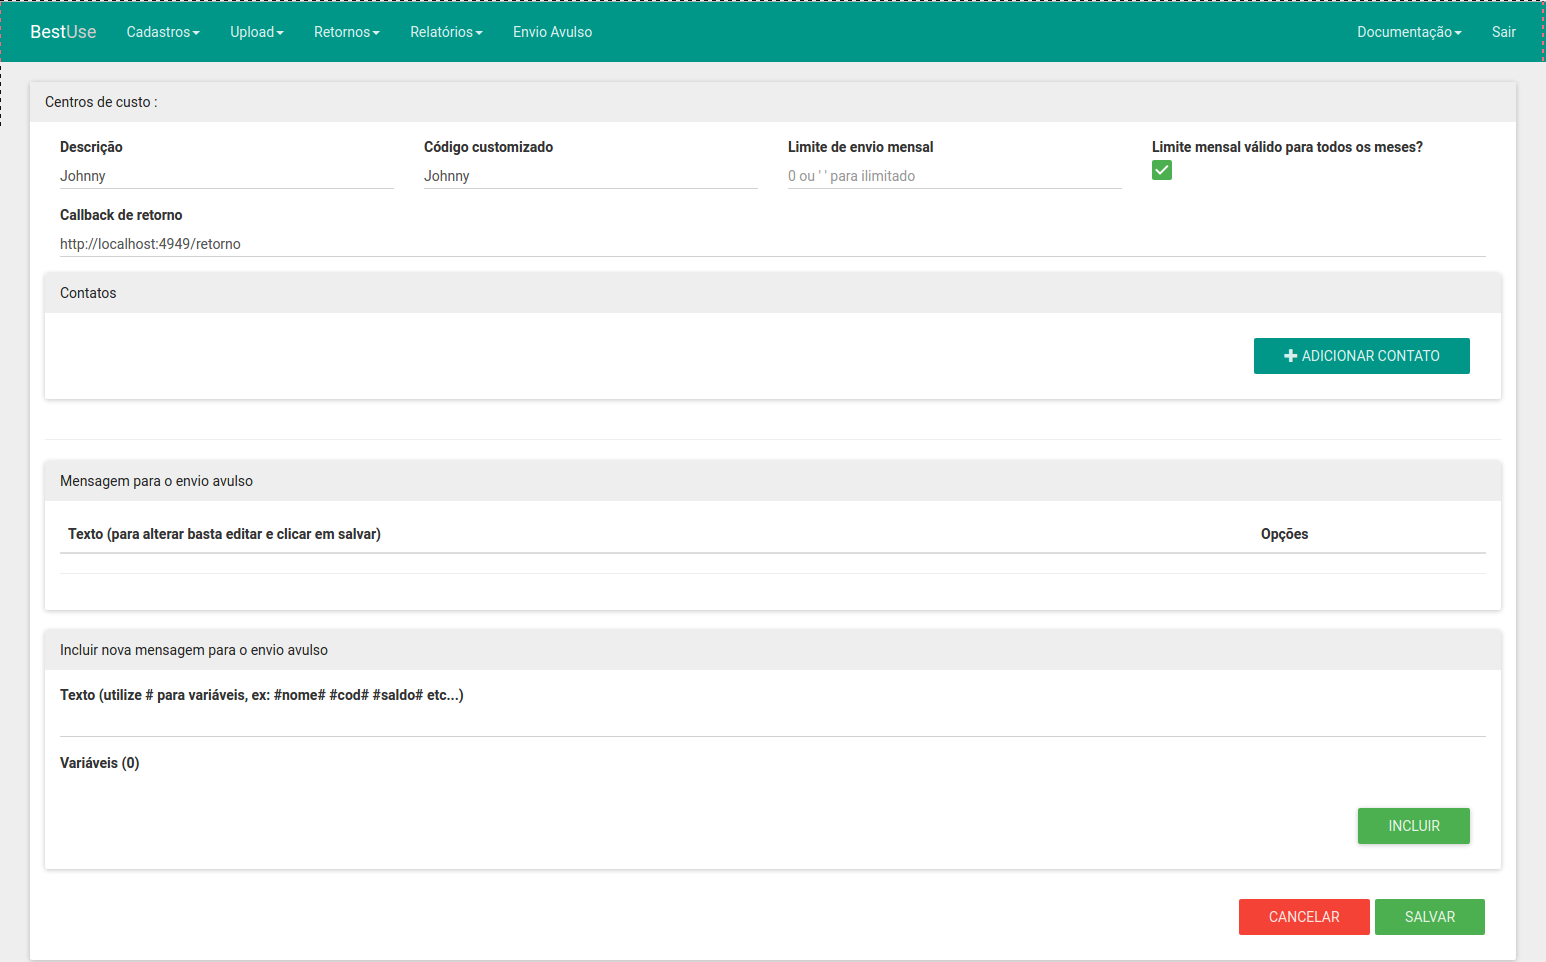 BestUse Cadastros Upload Retornos Relatórios Envio Avulso Documentação Sair
Centros de custo :
Descrição Código customizado Limite de envio mensal Limite mensal válido para todos os meses?
Johnny Johnny 0 ou ' ' para ilimitado
Callback de retorno
http://localhost:4949/retorno
Contatos
ADICIONAR CONTATO
Mensagem para o envio avulso
Texto (para alterar basta editar e clicar em salvar) Opções
Incluir nova mensagem para o envio avulso
Texto (utilize # para variáveis, ex: #nome# #cod# #saldo# etc...)
Variáveis (0)
INCLUIR
CANCELAR SALVAR